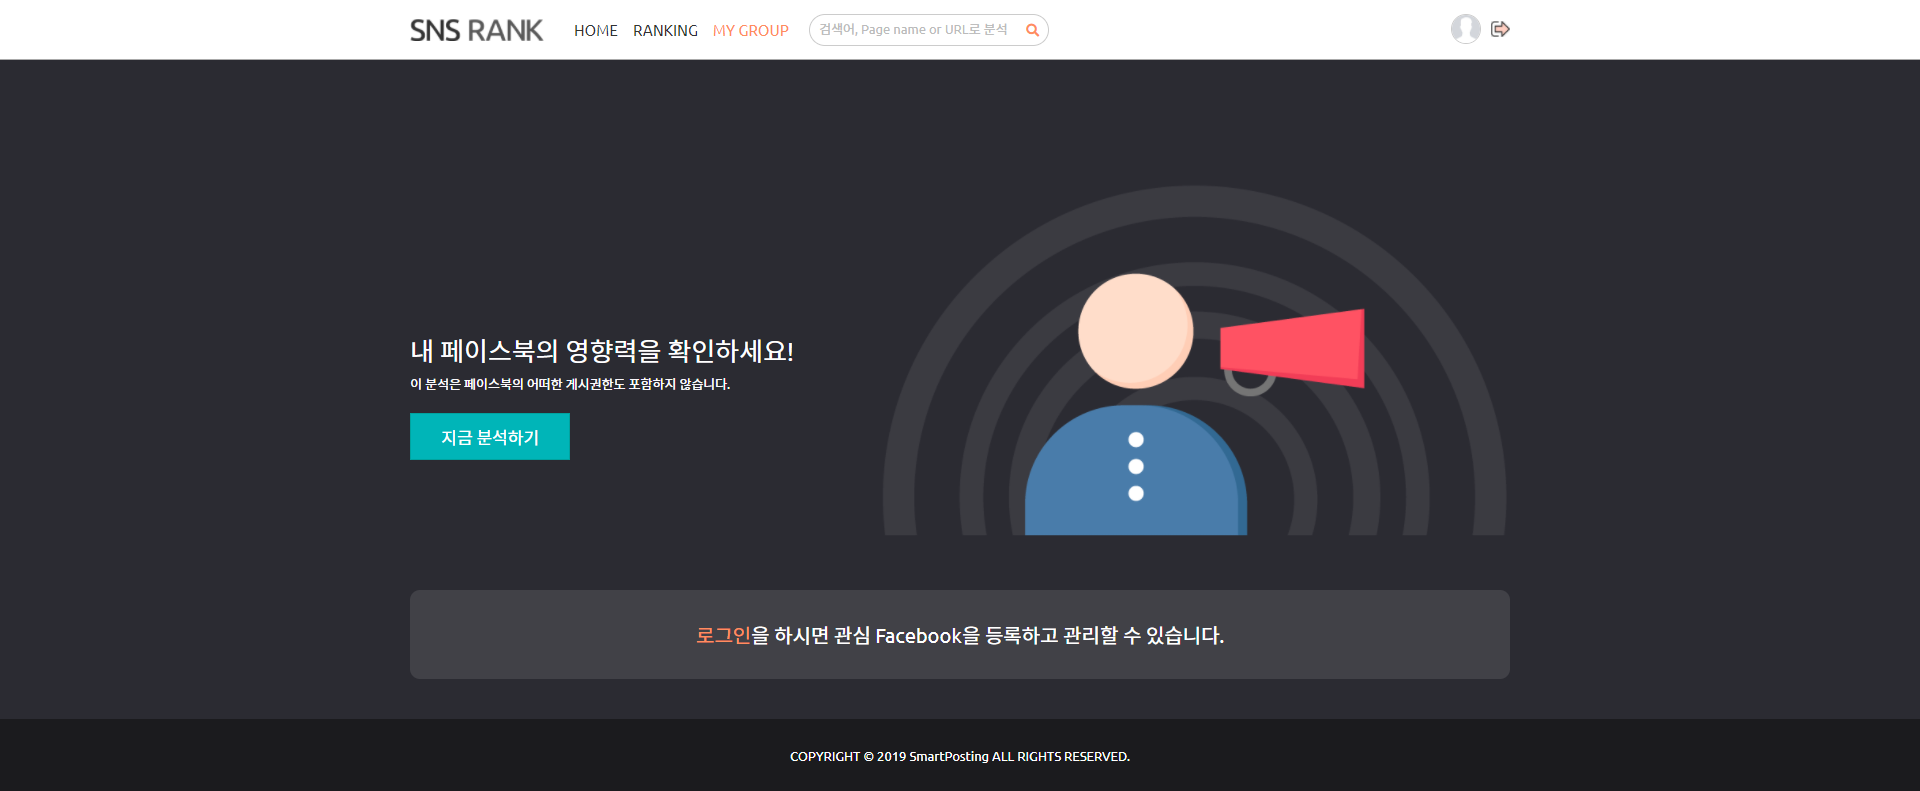 SNS RANK HOME RANKING MY GROUP 검색어, Page name or URL로 분석
내 페이스북의 영향력을 확인하세요!
이 분석은 페이스북의 어떠한 게시권한도 포함하지 않습니다.
지금 분석하기
로그인을 하시면 관심 Facebook을 등록하고 관리할 수 있습니다.
COPYRIGHT © 2019 SmartPosting ALL RIGHTS RESERVED.